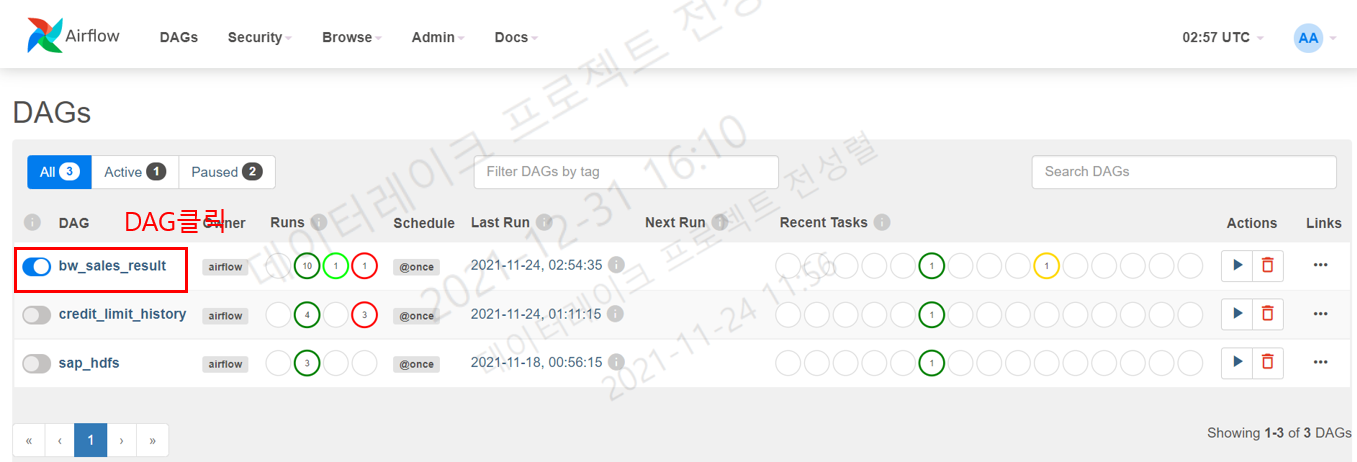 Airflow
DAGs Security Browse Admin Docs 02:57 UTC AA
DAGs
All 3 Active 1 Paused 2 Filter DAGs by tag Search DAGs
DAG클릭
i DAG Owner Runs i Schedule Last Run i Next Run i Recent Tasks i Actions Links
bw_sales_result airflow 10 1 1 @once 2021-11-24, 02:54:35 i 1 1
credit_limit_history airflow 4 3 @once 2021-11-24, 01:11:15 i 1
sap_hdfs airflow 3 @once 2021-11-18, 00:56:15 i 1
« ‹ 1 › »
Showing 1-3 of 3 DAGs
데이터레이크 프로젝트 전성
2021-12-31 16:10
데이터레이크 프로젝트 전성렬
2021-11-24 11:56